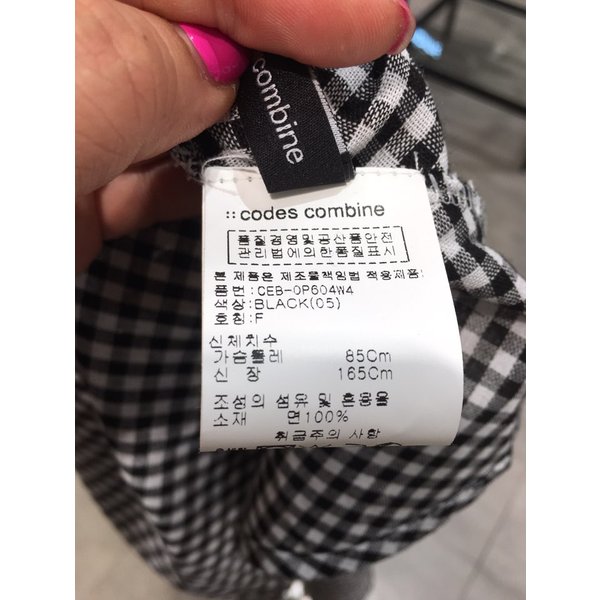 combine
:: codes combine
품질경영및공산품안전
관리법에의한품질표시
본 제품은 제조물책임법 적용제품
품번:CEB-OP604W4
색상:BLACK(05)
호칭:F
신체치수
가슴둘레 85Cm
신 장 165Cm
조성의 섬유 및 혼용율
소재 면100%
취급주의 사항